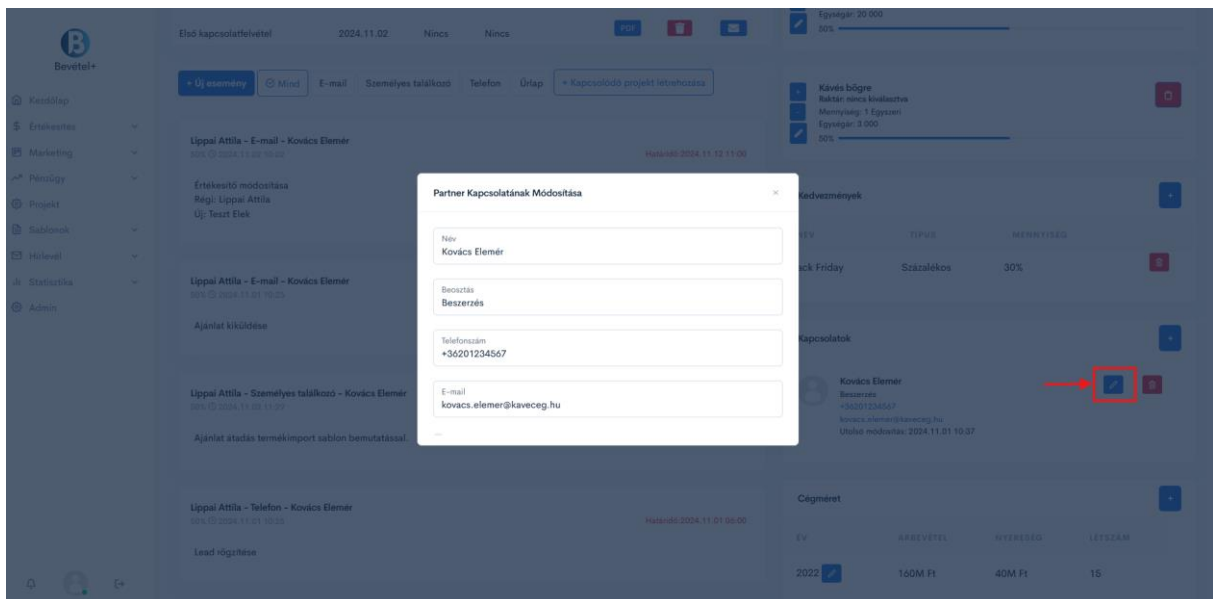 Bevétel+
Kezdőlap
Értékesítés
Marketing
Pénzügy
Projekt
Sablonok
Hírlevél
Statisztika
Admin
Első kapcsolatfelvétel 2024.11.02 Nincs Nincs
PDF
+ Új esemény
Mind
E-mail
Személyes találkozó
Telefon
Űrlap
+ Kapcsolódó projekt létrehozása
Lippai Attila - E-mail - Kovács Elemér
Határidő: 2024.11.12 11:00
Értékesítő módosítása
Régi: Lippai Attila
Új: Teszt Elek
Lippai Attila - E-mail - Kovács Elemér
Ajánlat kiküldése
Lippai Attila - Személyes találkozó - Kovács Elemér
Ajánlat átadás termékimport sablon bemutatással.
Lippai Attila - Telefon - Kovács Elemér
Határidő: 2024.11.01 06:00
Lead rögzítése
Partner Kapcsolatának Módosítása
Név
Kovács Elemér
Beosztás
Beszerzés
Telefonszám
+36201234567
E-mail
kovacs.elemer@kaveceg.hu
Egységár: 20 000
50%
Kávés bögre
Raktár: nincs kiválasztva
Mennyiség: 1 Egyszeri
Egységár: 3 000
50%
Kedvezmények
NÉV TÍPUS MENNYISÉG
ack Friday Százalékos 30%
Kapcsolatok
Kovács Elemér
Beszerzés
+36201234567
kovacs.elemer@kaveceg.hu
Utolsó módosítás: 2024.11.01 10:37
Cégméret
ÉV ÁRBEVÉTEL NYERESÉG LÉTSZÁM
2022 160M Ft 40M Ft 15